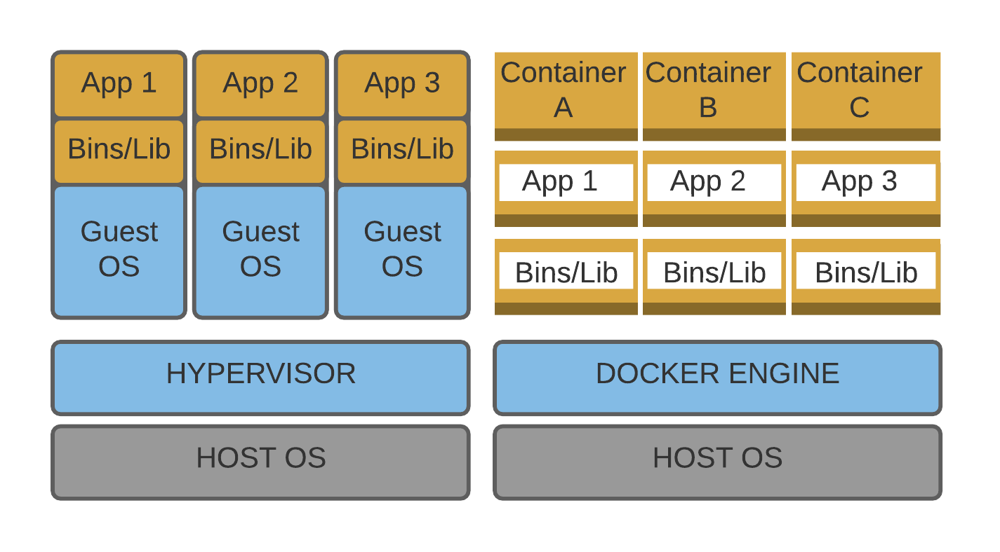 App 1
App 2
App 3
Bins/Lib
Bins/Lib
Bins/Lib
Guest
OS
Guest
OS
Guest
OS
HYPERVISOR
HOST OS
Container
A
Container
B
Container
C
App 1
App 2
App 3
Bins/Lib
Bins/Lib
Bins/Lib
DOCKER ENGINE
HOST OS